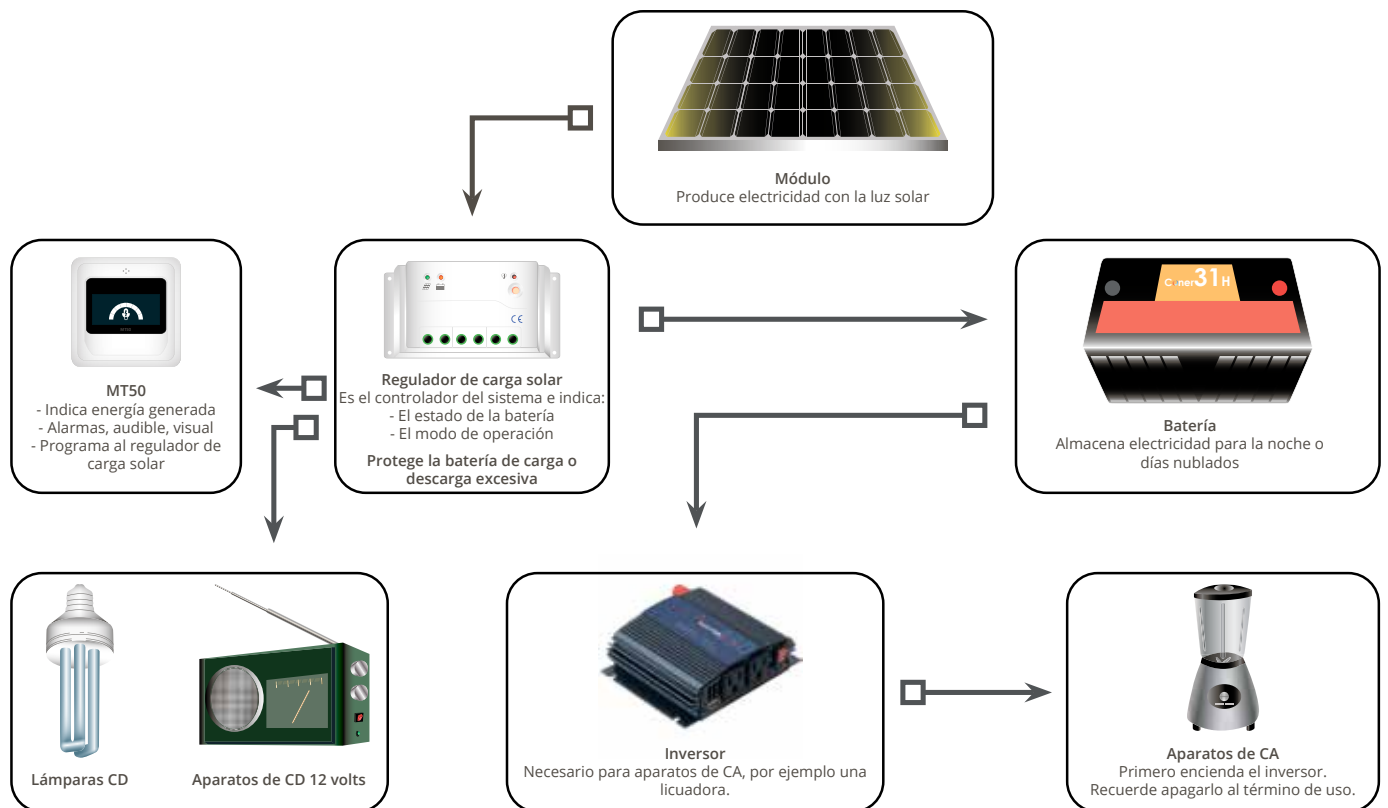 Módulo
Produce electricidad con la luz solar
MT50
MT50
- Indica energía generada
- Alarmas, audible, visual
- Programa al regulador de
carga solar
CE
Regulador de carga solar
Es el controlador del sistema e indica:
- El estado de la batería
- El modo de operación
Protege la batería de carga o
descarga excesiva
31H
Batería
Almacena electricidad para la noche o
días nublados
Lámparas CD
Aparatos de CD 12 volts
Inversor
Necesario para aparatos de CA, por ejemplo una
licuadora.
Aparatos de CA
Primero encienda el inversor.
Recuerde apagarlo al término de uso.